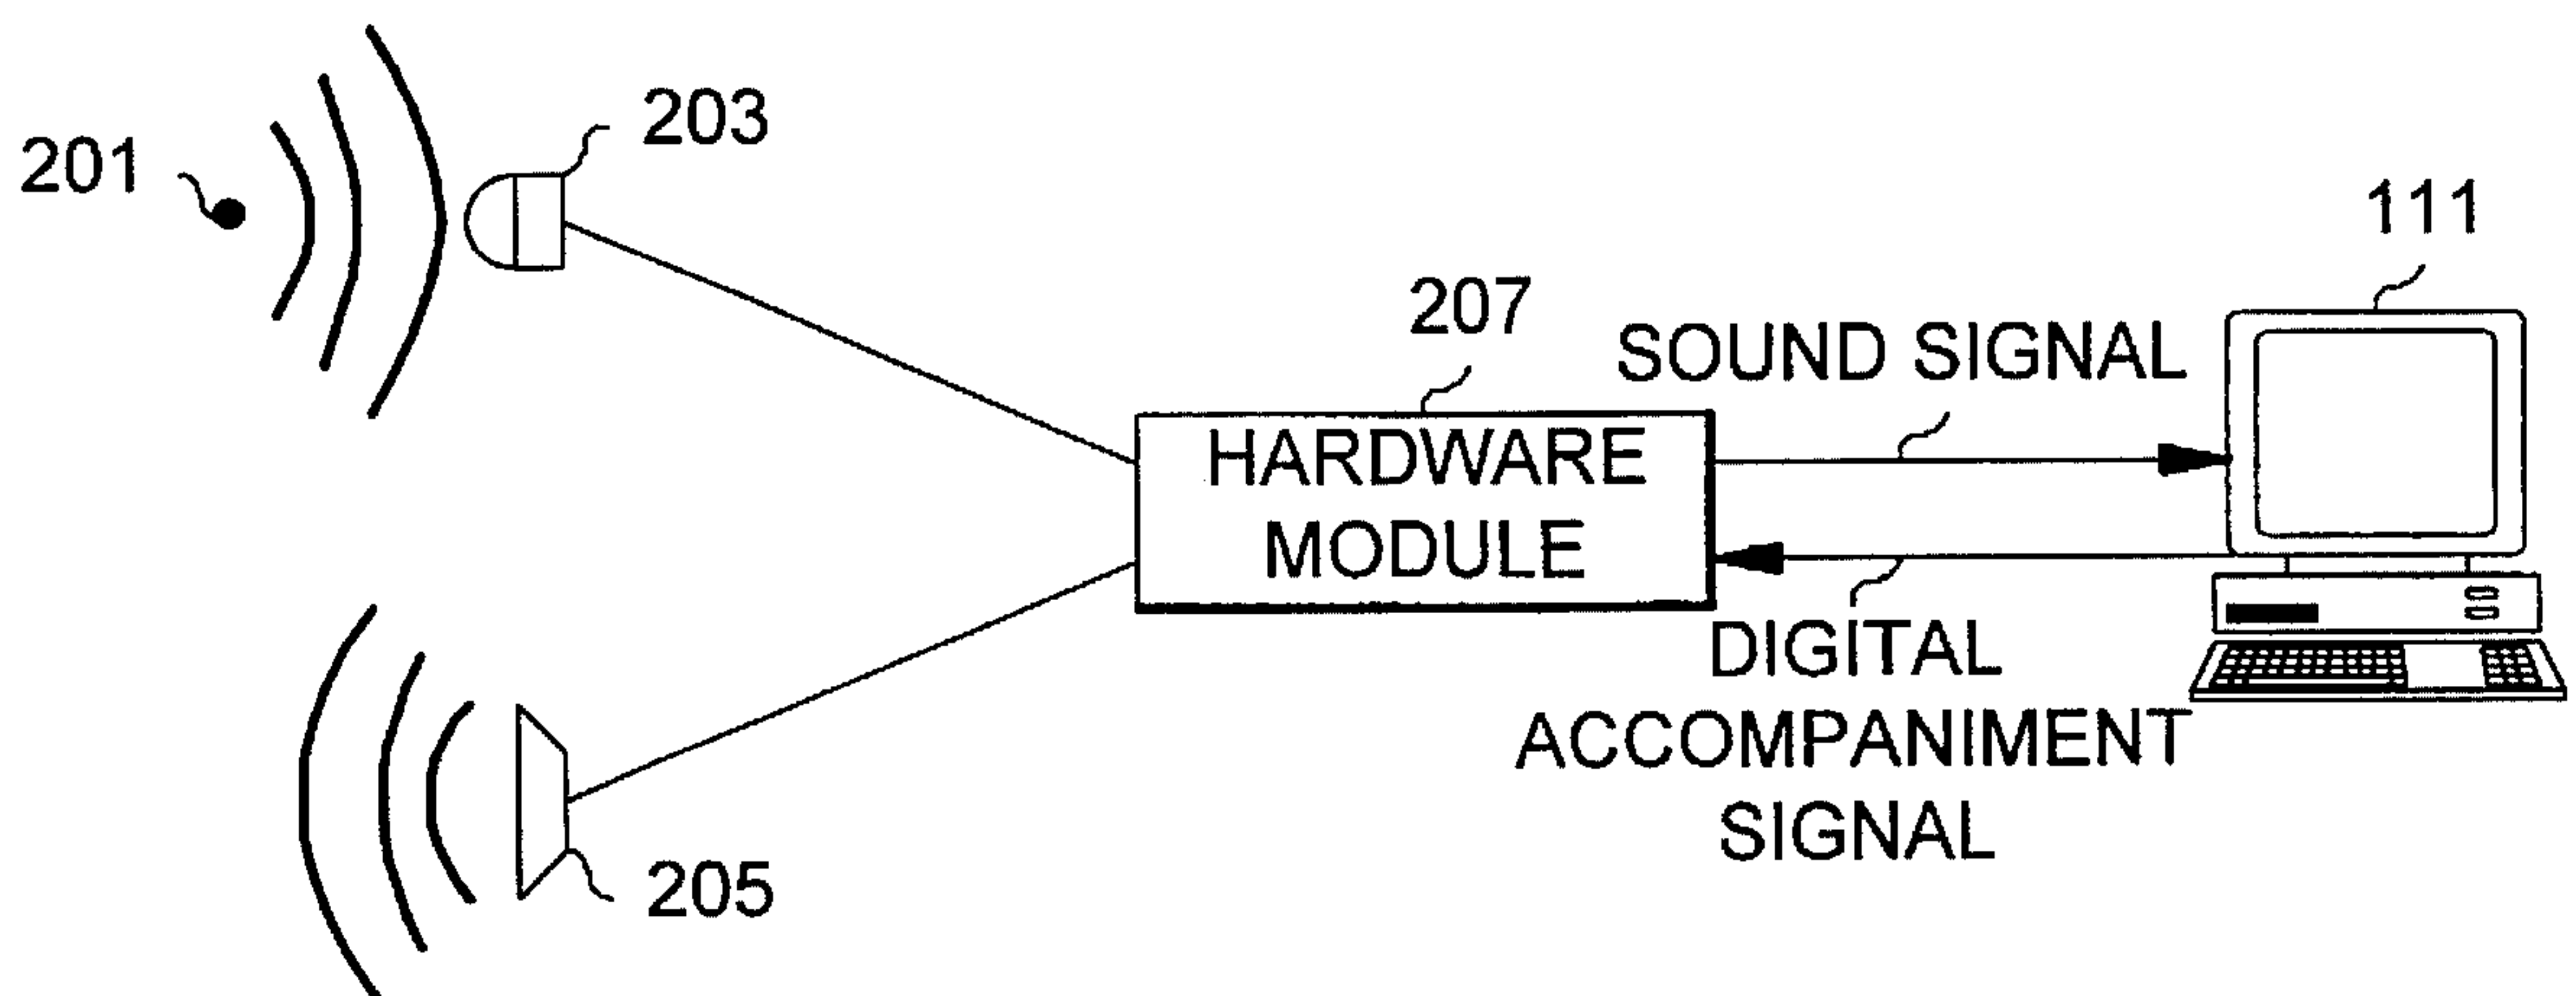 203
201
111
207
SOUND SIGNAL
HARDWARE
MODULE
DIGITAL
ACCOMPANIMENT
SIGNAL
205